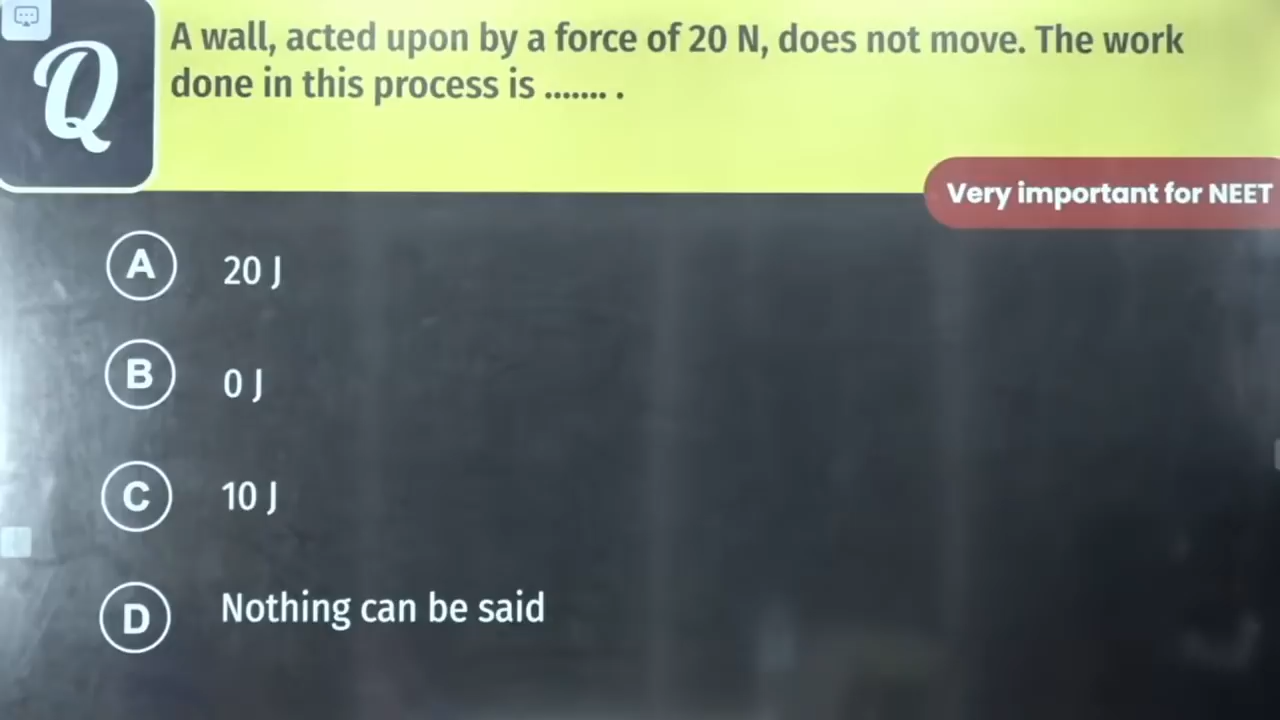 Q
A wall, acted upon by a force of 20 N, does not move. The work
done in this process is ....... .
Very important for NEET
A 20 J
B 0 J
C 10 J
D Nothing can be said